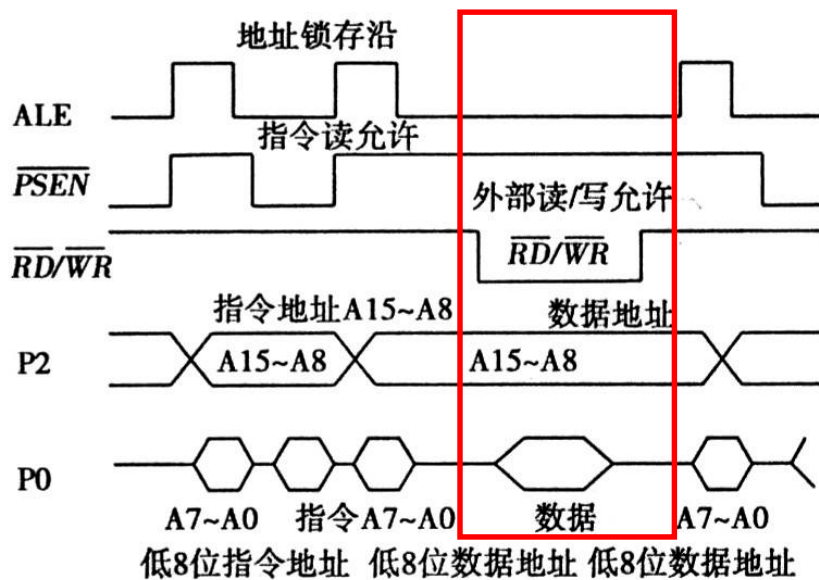 地址锁存沿
ALE
指令读允许
PSEN
外部读/写允许
RD/WR RD/WR
指令地址A15~A8 数据地址
P2 A15~A8 A15~A8
P0
A7~A0 指令A7~A0 数据 A7~A0
低8位指令地址 低8位数据地址 低8位数据地址